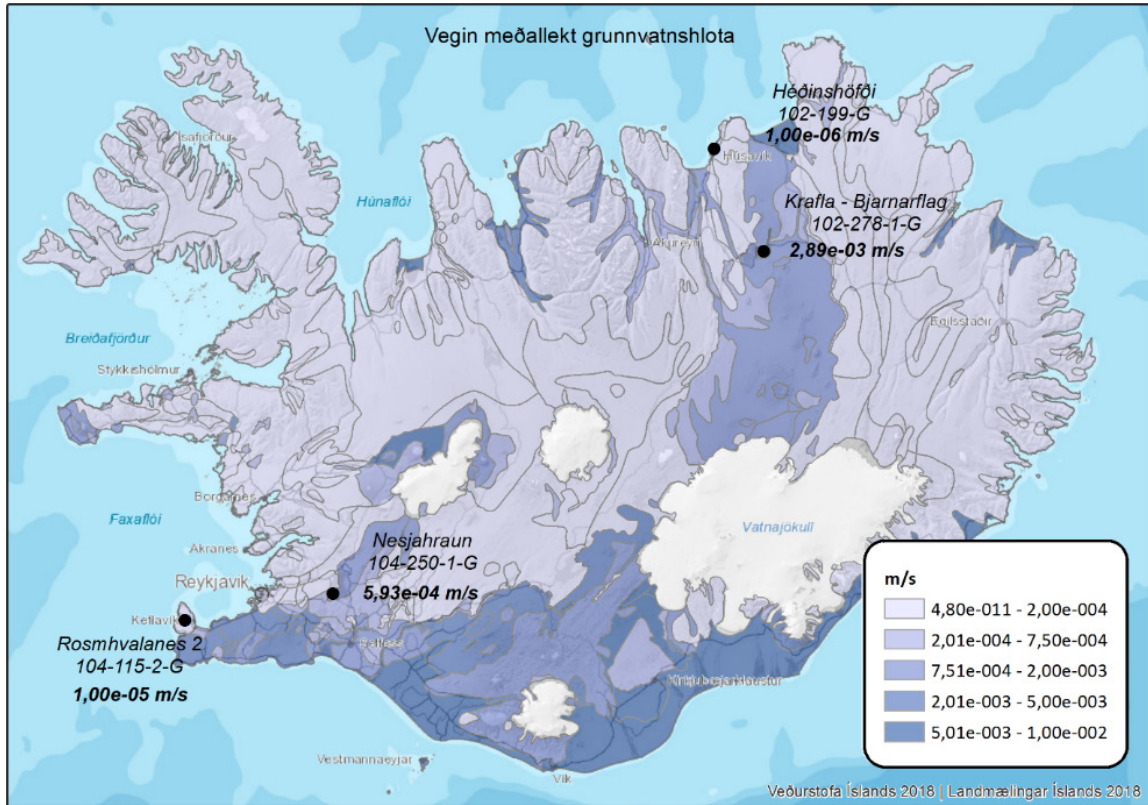 Vegin meðallekt grunnvatnshlota
Héðinshöfði
102-199-G
1,00e-06 m/s
Ísafjörður
Húsavík
Húnaflói
Krafla - Bjarnarflag
102-278-1-G
2,89e-03 m/s
Akureyri
Egilsstaðir
Breiðafjörður
Stykkishólmur
Borgarnes
Faxaflói
Vatnajökull
Akranes
Nesjahraun
104-250-1-G
5,93e-04 m/s
Reykjavík
Keflavík
Selfoss
Rosmhvalanes 2
104-115-2-G
1,00e-05 m/s
Kirkjubæjarklaustur
Vestmannaeyjar
Vík
m/s
4,80e-011 - 2,00e-004
2,01e-004 - 7,50e-004
7,51e-004 - 2,00e-003
2,01e-003 - 5,00e-003
5,01e-003 - 1,00e-002
Veðurstofa Íslands 2018 | Landmælingar Íslands 2018